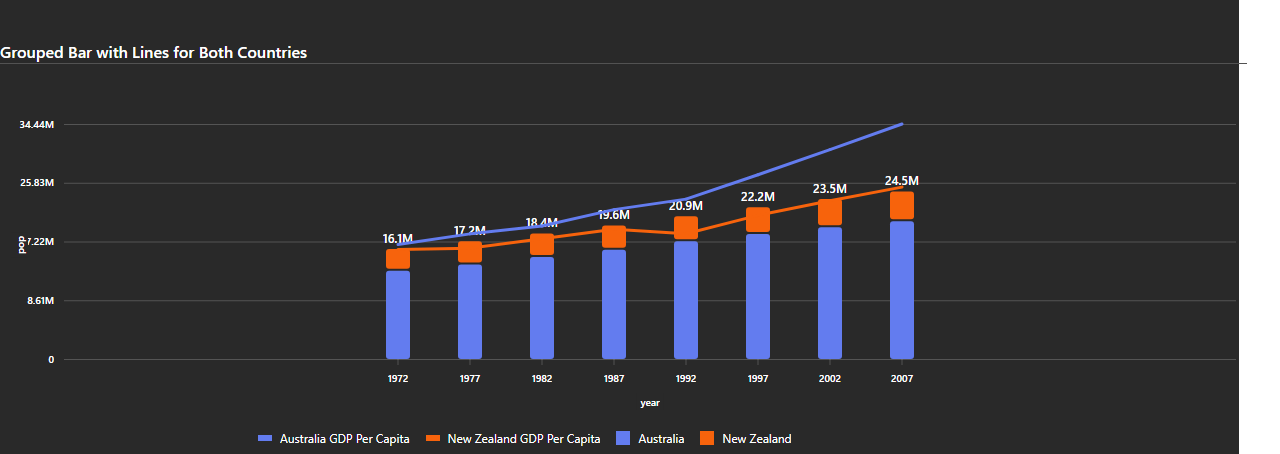 Grouped Bar with Lines for Both Countries
34.44M
25.83M
7.22M
8.61M
0
pop
16.1M
17.2M
18.4M
19.6M
20.9M
22.2M
23.5M
24.5M
1972 1977 1982 1987 1992 1997 2002 2007
year
Australia GDP Per Capita New Zealand GDP Per Capita Australia New Zealand